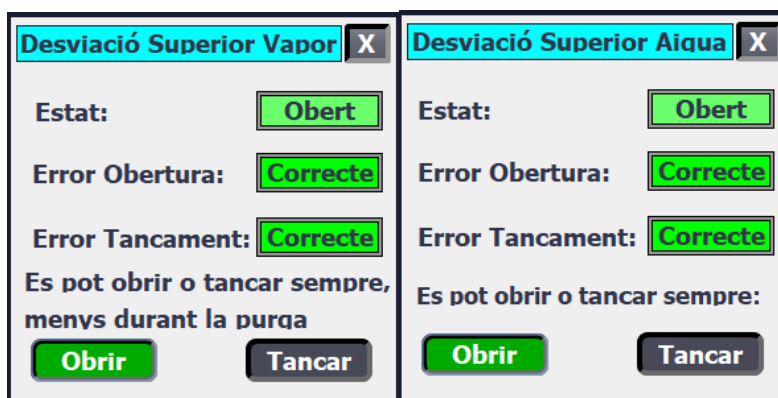 Desviació Superior Vapor X
Estat: Obert
Error Obertura: Correcte
Error Tancament: Correcte
Es pot obrir o tancar sempre,
menys durant la purga
Obrir Tancar
Desviació Superior Aigua X
Estat: Obert
Error Obertura: Correcte
Error Tancament: Correcte
Es pot obrir o tancar sempre:
Obrir Tancar